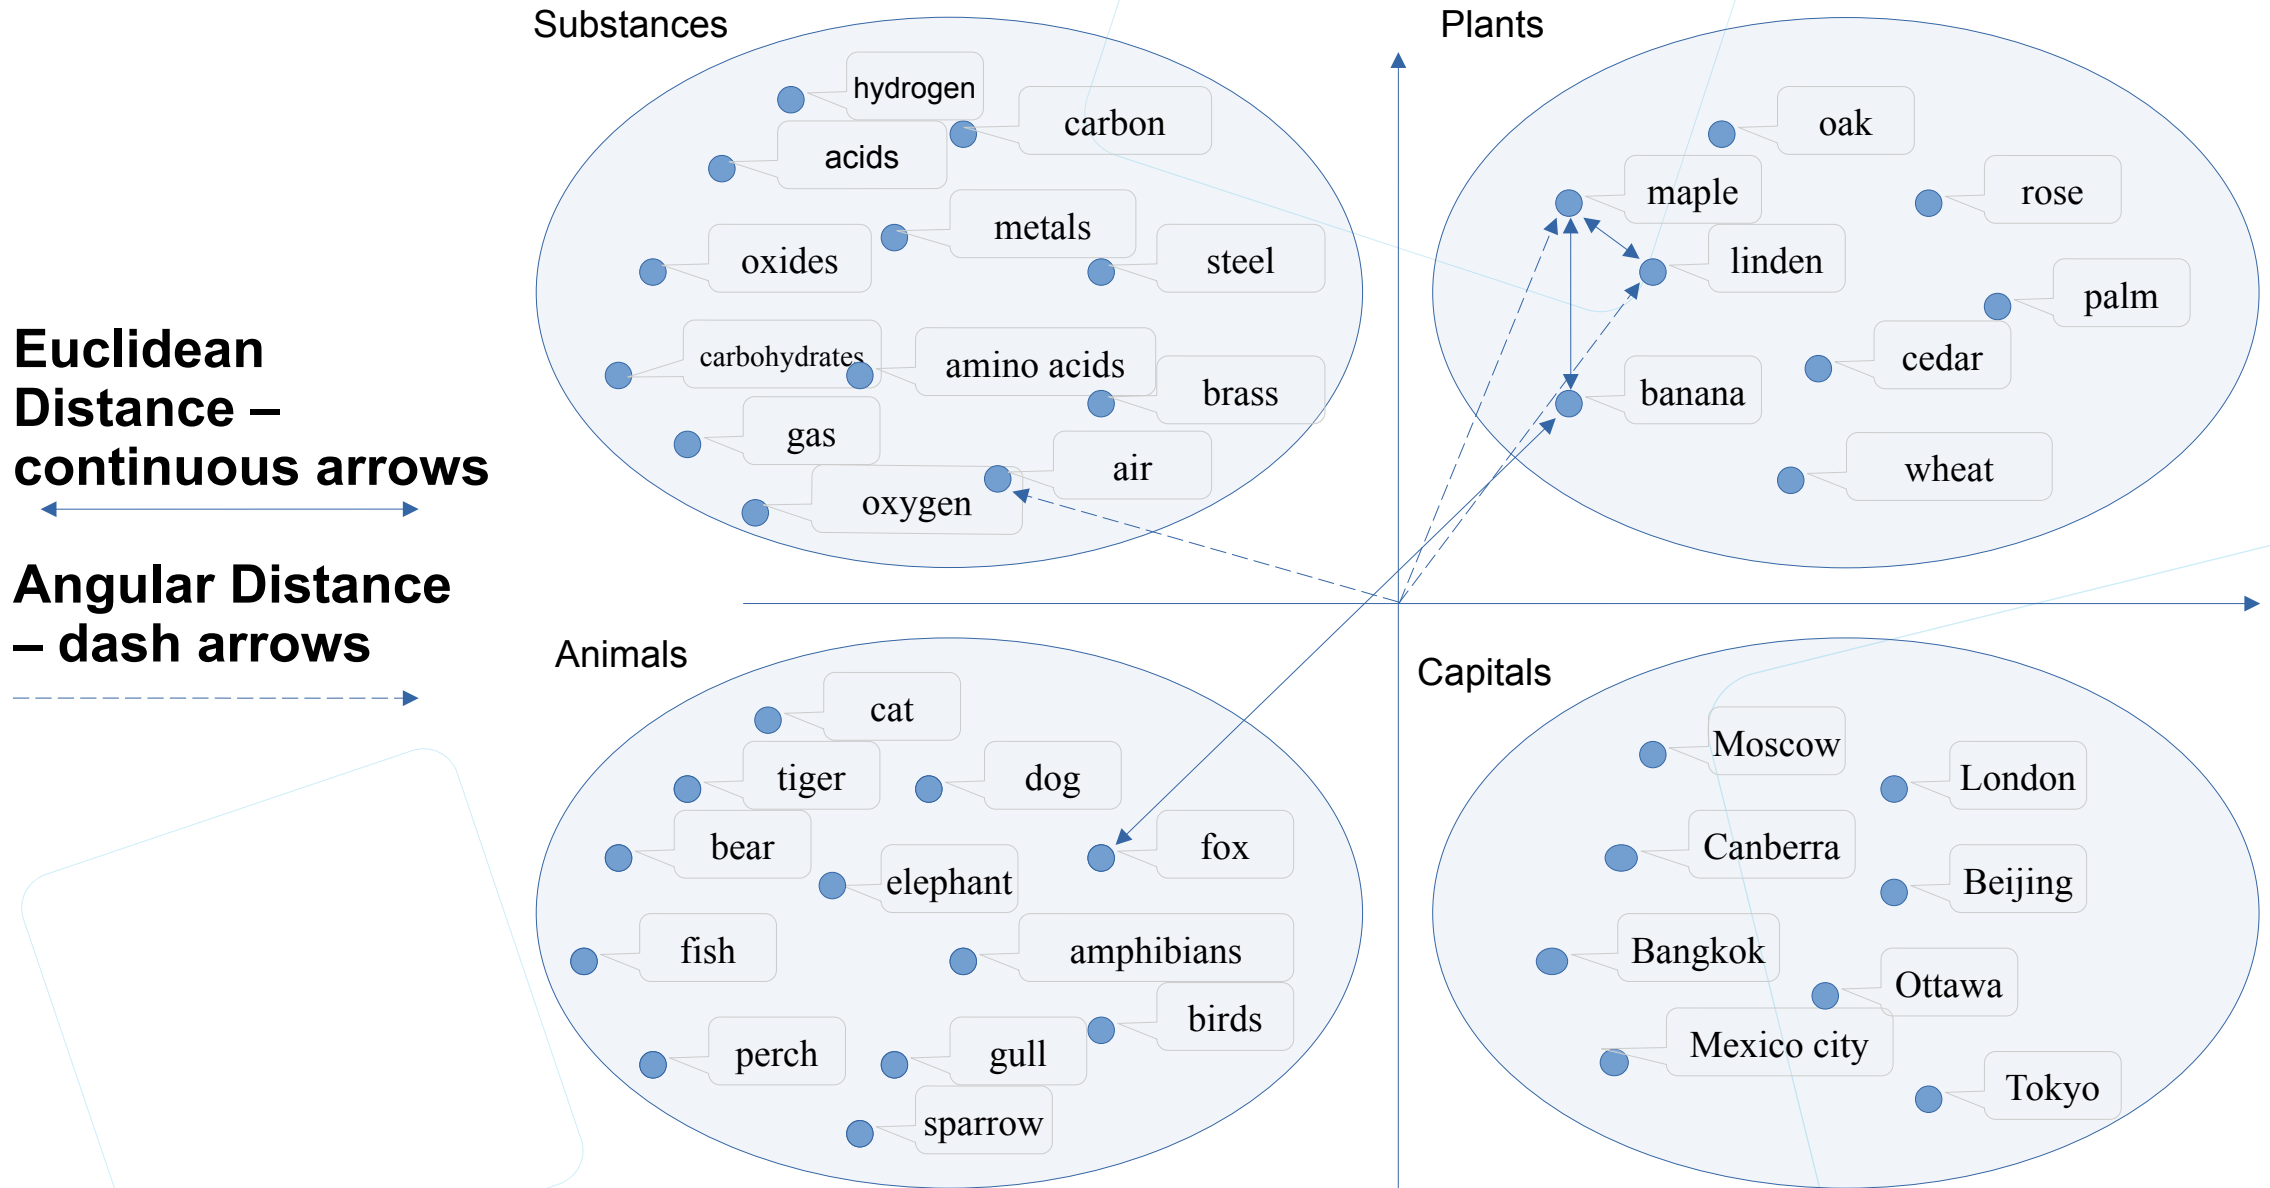 Substances
Plants
hydrogen
carbon
acids
metals
oxides
steel
carbohydrates
amino acids
brass
gas
air
oxygen
oak
maple
rose
linden
palm
cedar
banana
wheat
Euclidean
Distance –
continuous arrows
Angular Distance
– dash arrows
Animals
Capitals
cat
tiger
dog
bear
fox
elephant
fish
amphibians
birds
perch
gull
sparrow
Moscow
London
Canberra
Beijing
Bangkok
Ottawa
Mexico city
Tokyo